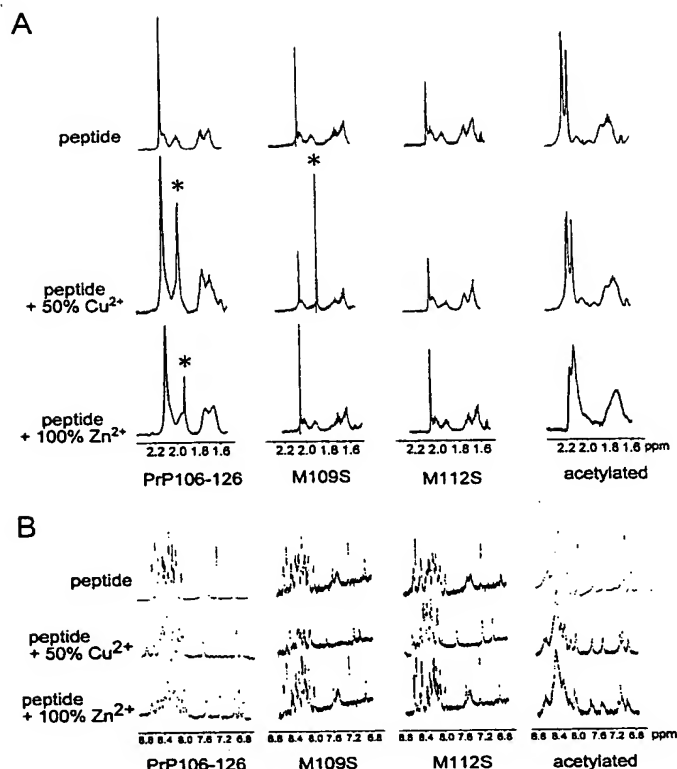 A
peptide
*
*
peptide
+ 50% Cu2+
*
peptide
+ 100% Zn2+
2.2 2.0 1.8 1.6
2.2 2.0 1.8 1.6
2.2 2.0 1.8 1.6
2.2 2.0 1.8 1.6 ppm
PrP106-126
M109S
M112S
acetylated
B
peptide
peptide
+ 50% Cu2+
peptide
+ 100% Zn2+
8.8 8.4 8.0 7.6 7.2 6.8
8.8 8.4 8.0 7.6 7.2 6.8
8.8 8.4 8.0 7.6 7.2 6.8
8.8 8.4 8.0 7.6 7.2 6.8 ppm
PrP106-126
M109S
M112S
acetylated